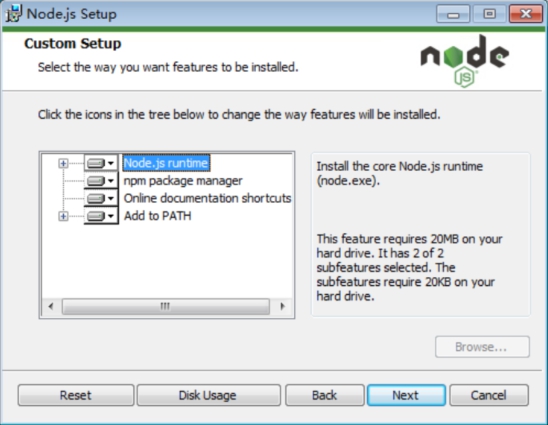 Node.js Setup
Custom Setup
Select the way you want features to be installed.
node
JS
Click the icons in the tree below to change the way features will be installed.
Node.js runtime
npm package manager
Online documentation shortcuts
Add to PATH
Install the core Node.js runtime
(node.exe).
This feature requires 20MB on your
hard drive. It has 2 of 2
subfeatures selected. The
subfeatures require 20KB on your
hard drive.
Browse...
Reset
Disk Usage
Back
Next
Cancel